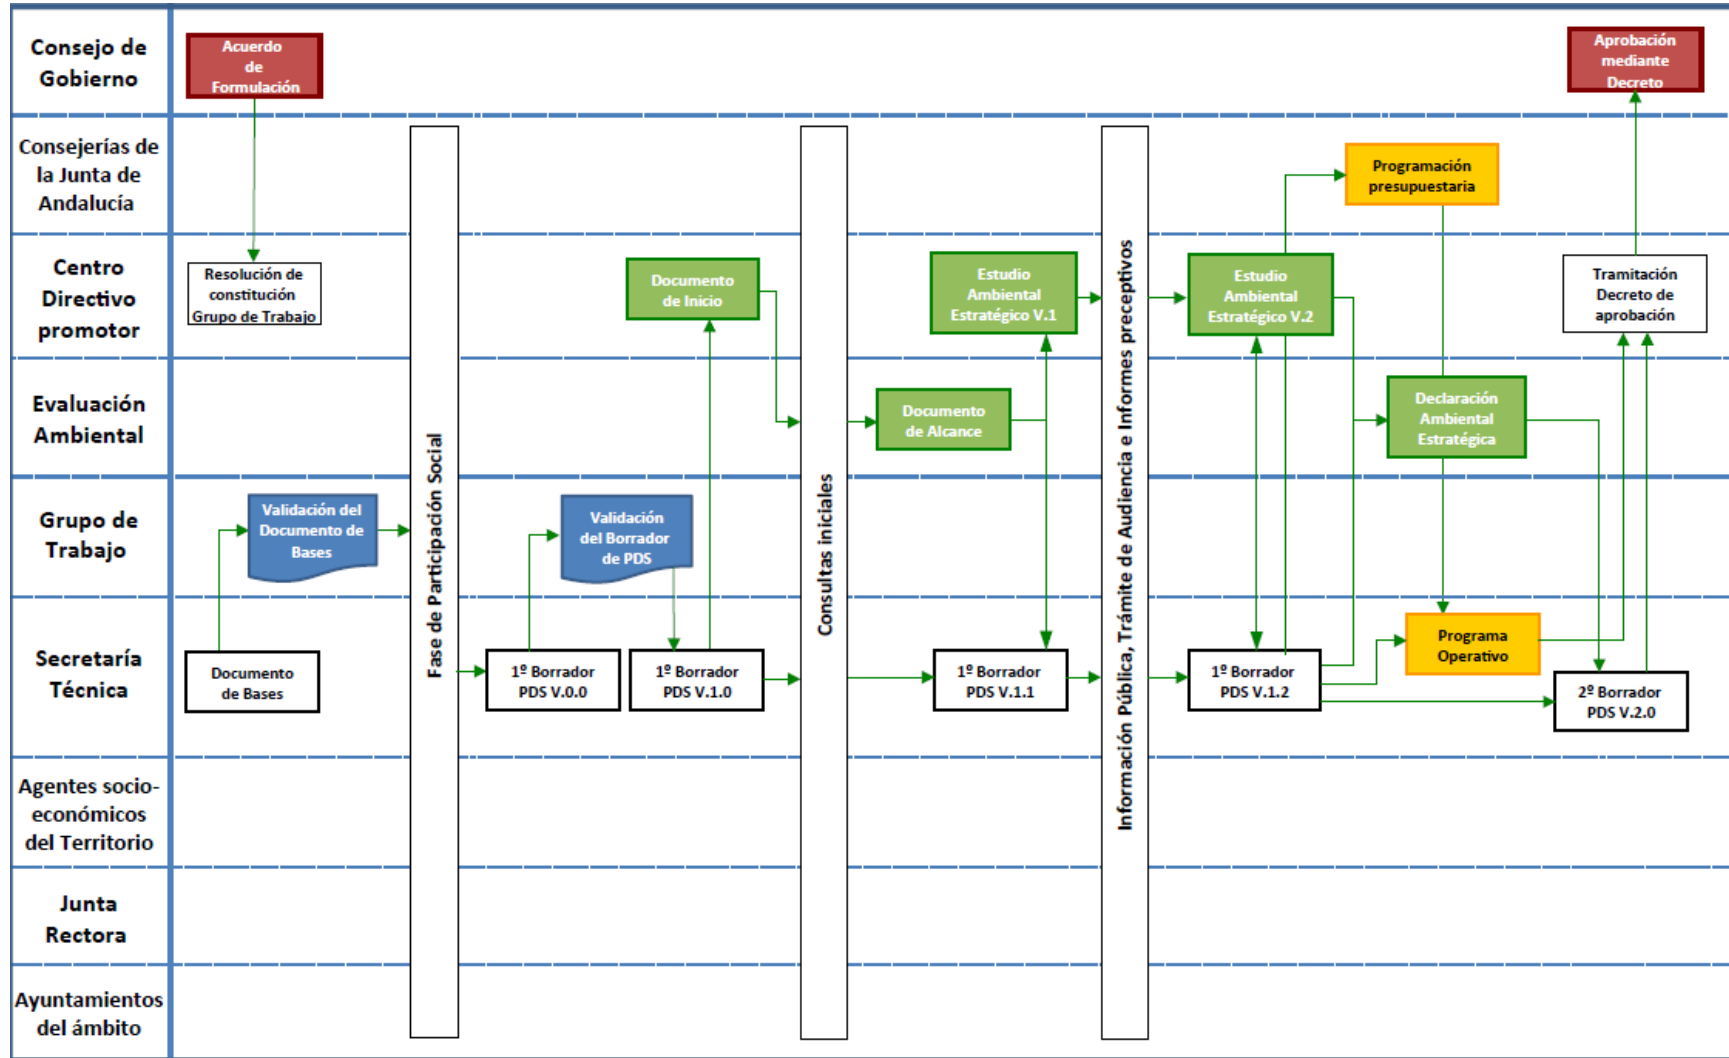 Consejo de
Gobierno
Acuerdo
de
Formulación
Aprobación
mediante
Decreto
Consejerías de
la Junta de
Andalucía
Programación
presupuestaria
Centro
Directivo
promotor
Resolución de
constitución
Grupo de Trabajo
Documento
de Inicio
Estudio
Ambiental
Estratégico V.1
Estudio
Ambiental
Estratégico V.2
Tramitación
Decreto de
aprobación
Evaluación
Ambiental
Documento
de Alcance
Declaración
Ambiental
Estratégica
Grupo de
Trabajo
Validación del
Documento de
Bases
Validación
del Borrador
de PDS
Fase de Participación Social
Consultas iniciales
Información Pública, Trámite de Audiencia e Informes preceptivos
Secretaría
Técnica
Documento
de Bases
1º Borrador
PDS V.0.0
1º Borrador
PDS V.1.0
1º Borrador
PDS V.1.1
1º Borrador
PDS V.1.2
Programa
Operativo
2º Borrador
PDS V.2.0
Agentes socio-
económicos
del Territorio
Junta
Rectora
Ayuntamientos
del ámbito